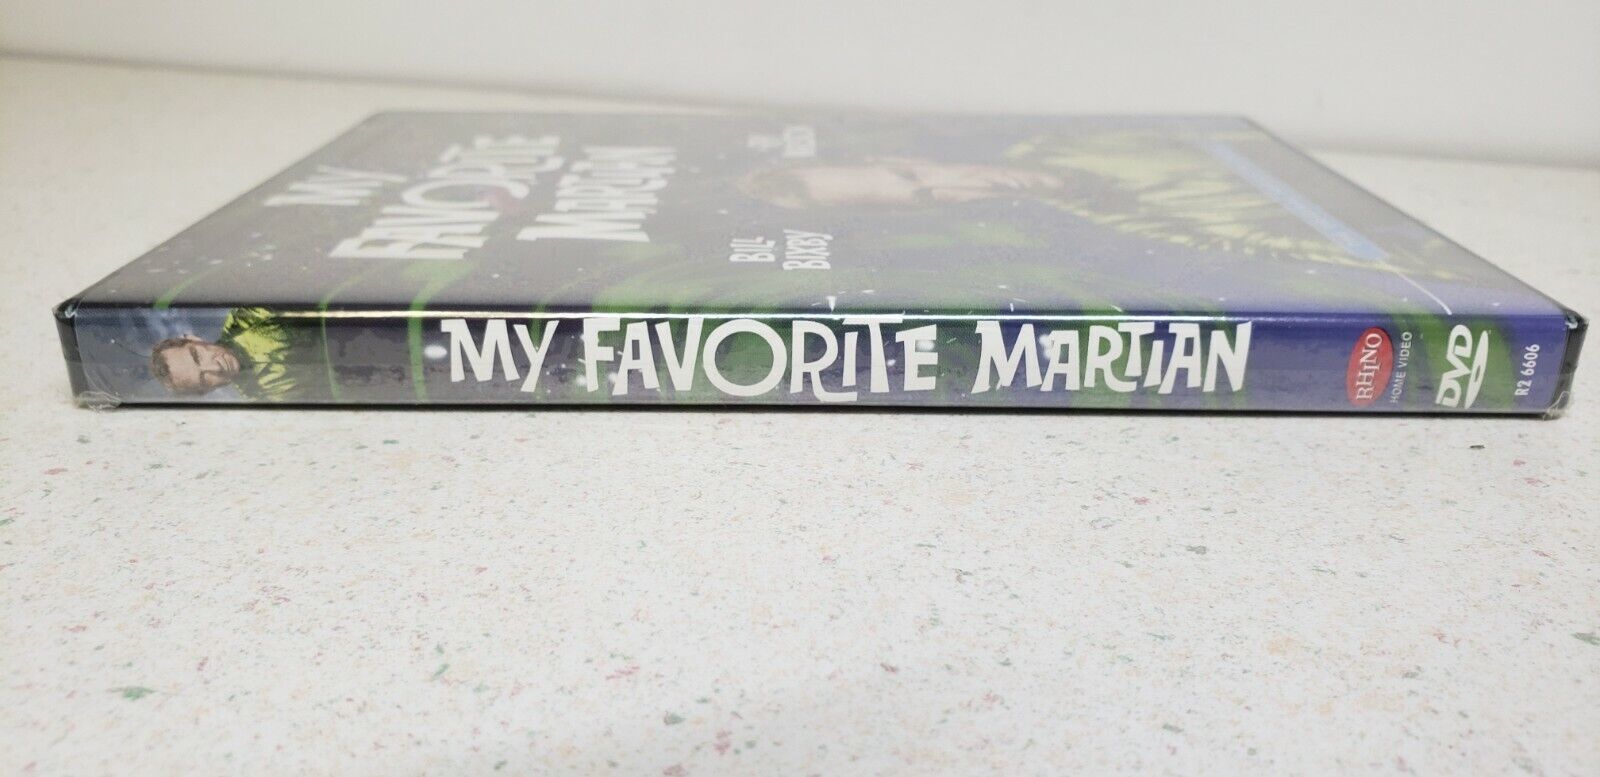 MY
FAVORITE
MARTIAN
BILL
BIXBY
MY FAVORITE MARTIAN
RHINO
HOME VIDEO
DVD
R2 6606